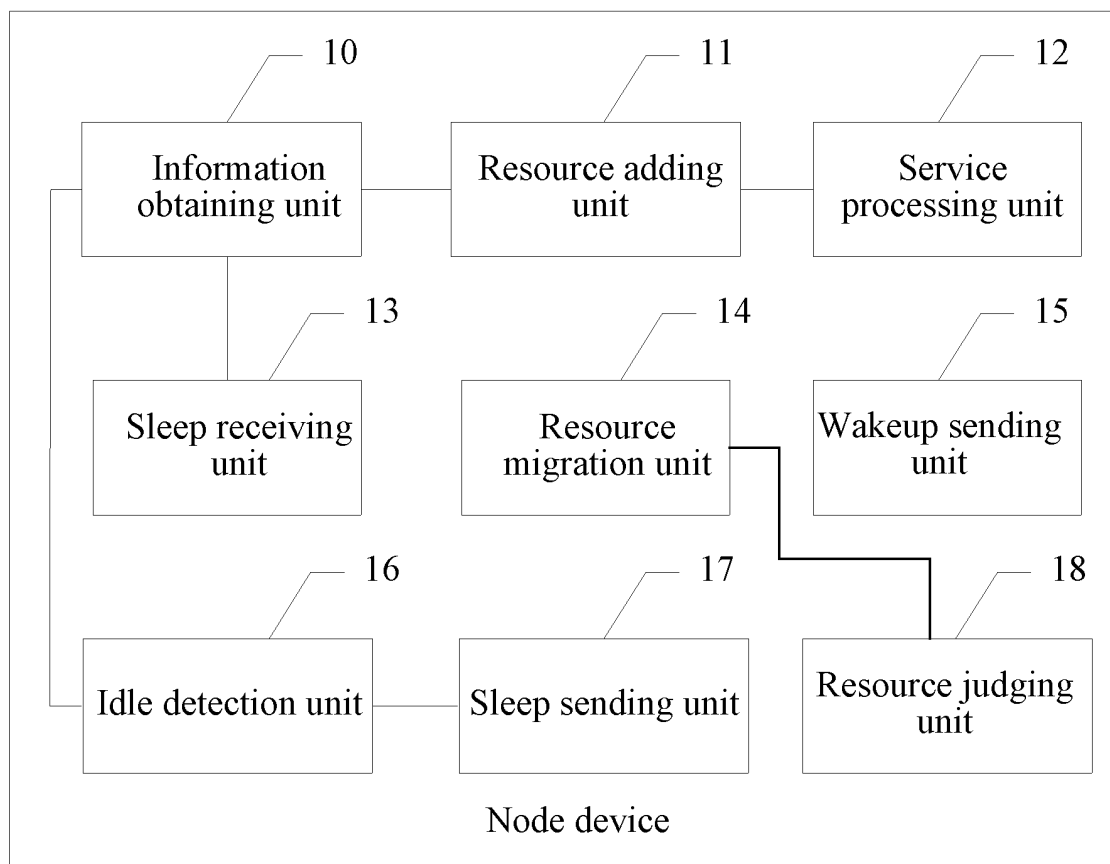 10
11
12
Information
obtaining unit
Resource adding
unit
Service
processing unit
13
14
15
Sleep receiving
unit
Resource
migration unit
Wakeup sending
unit
16
17
18
Idle detection unit
Sleep sending unit
Resource judging
unit
Node device